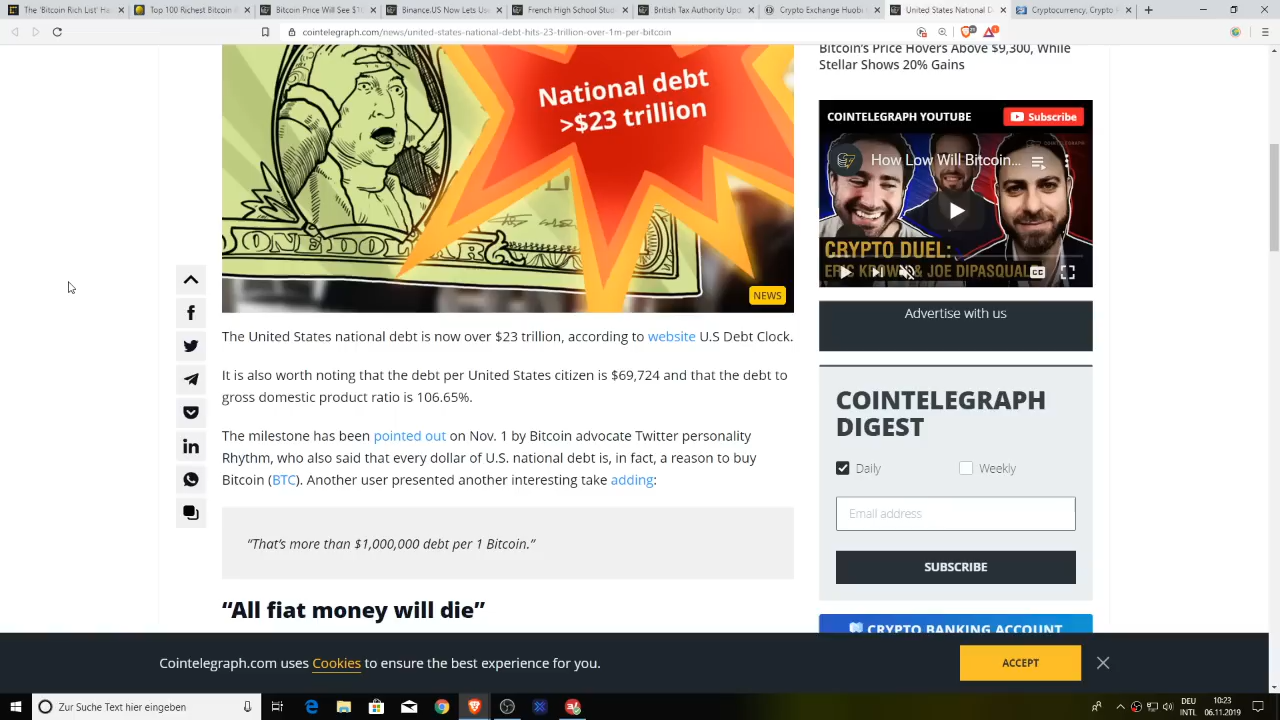 The 'Bitcoin Rich List' Ha
Top 100 Richest Bitcoin
Bitcoin Price Will See $1
Binance.US Now Lets Use
French High School Stude
British Tax Authority Upd
Crypto Exchange Huobi
United States National D
Cryptocurrency, Crypto
cointelegraph.com/news/united-states-national-debt-hits-23-trillion-over-1m-per-bitcoin
National debt
>$23 trillion
ONE DOLLAR
NEWS
The United States national debt is now over $23 trillion, according to website U.S Debt Clock.
It is also worth noting that the debt per United States citizen is $69,724 and that the debt to
gross domestic product ratio is 106.65%.
The milestone has been pointed out on Nov. 1 by Bitcoin advocate Twitter personality
Rhythm, who also said that every dollar of U.S. national debt is, in fact, a reason to buy
Bitcoin (BTC). Another user presented another interesting take adding:
“That’s more than $1,000,000 debt per 1 Bitcoin.”
“All fiat money will die”
Bitcoin's Price Hovers Above $9,300, While
Stellar Shows 20% Gains
COINTELEGRAPH YOUTUBE
Subscribe
How Low Will Bitcoin...
CRYPTO DUEL:
ERIC KROWN & JOE DIPASQUAL
CC
Advertise with us
COINTELEGRAPH
DIGEST
Daily
Weekly
Email address
SUBSCRIBE
CRYPTO BANKING ACCOUNT
Cointelegraph.com uses Cookies to ensure the best experience for you.
ACCEPT
Zur Suche Text hier eingeben
DEU
INTL
10:23
06.11.2019